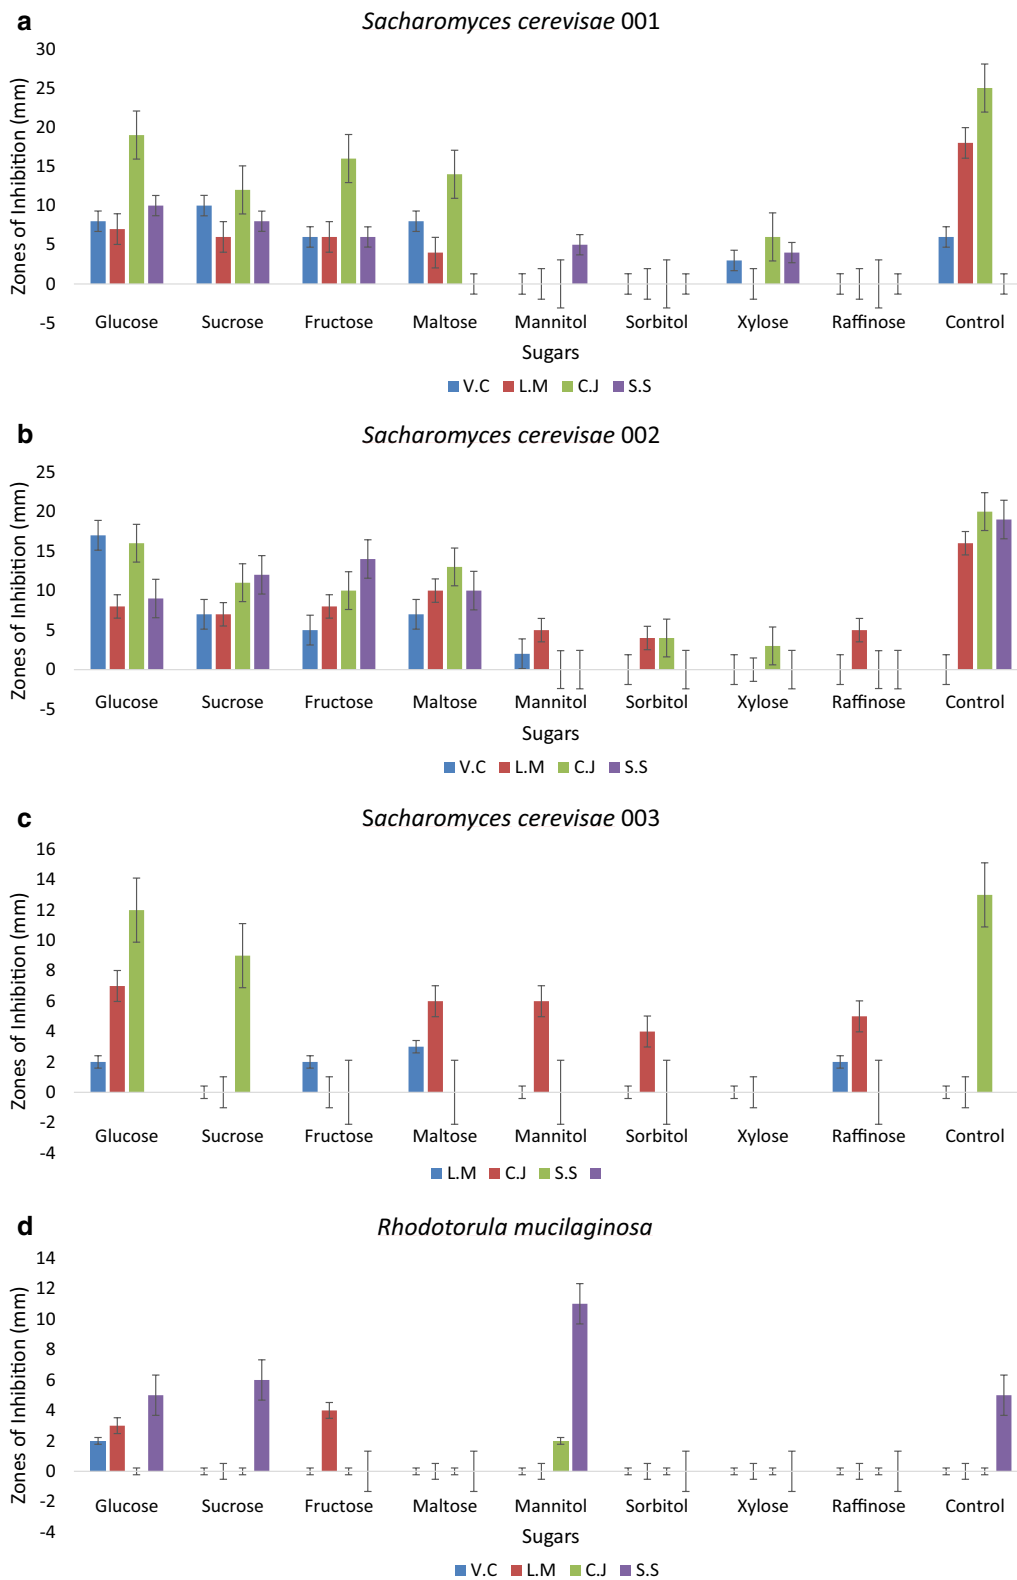 a
Sacharomyces cerevisae 001
Zones of Inhibition (mm)
30
25
20
15
10
5
0
-5
Glucose Sucrose Fructose Maltose Mannitol Sorbitol Xylose Raffinose Control
Sugars
V.C L.M C.J S.S
b
Sacharomyces cerevisae 002
Zones of Inhibition (mm)
25
20
15
10
5
0
-5
Glucose Sucrose Fructose Maltose Mannitol Sorbitol Xylose Raffinose Control
Sugars
V.C L.M C.J S.S
c
Sacharomyces cerevisae 003
Zones of Inhibition (mm)
16
14
12
10
8
6
4
2
0
-2
-4
Glucose Sucrose Fructose Maltose Mannitol Sorbitol Xylose Raffinose Control
L.M C.J S.S
d
Rhodotorula mucilaginosa
Zones of Inhibition (mm)
14
12
10
8
6
4
2
0
-2
-4
Glucose Sucrose Fructose Maltose Mannitol Sorbitol Xylose Raffinose Control
Sugars
V.C L.M C.J S.S